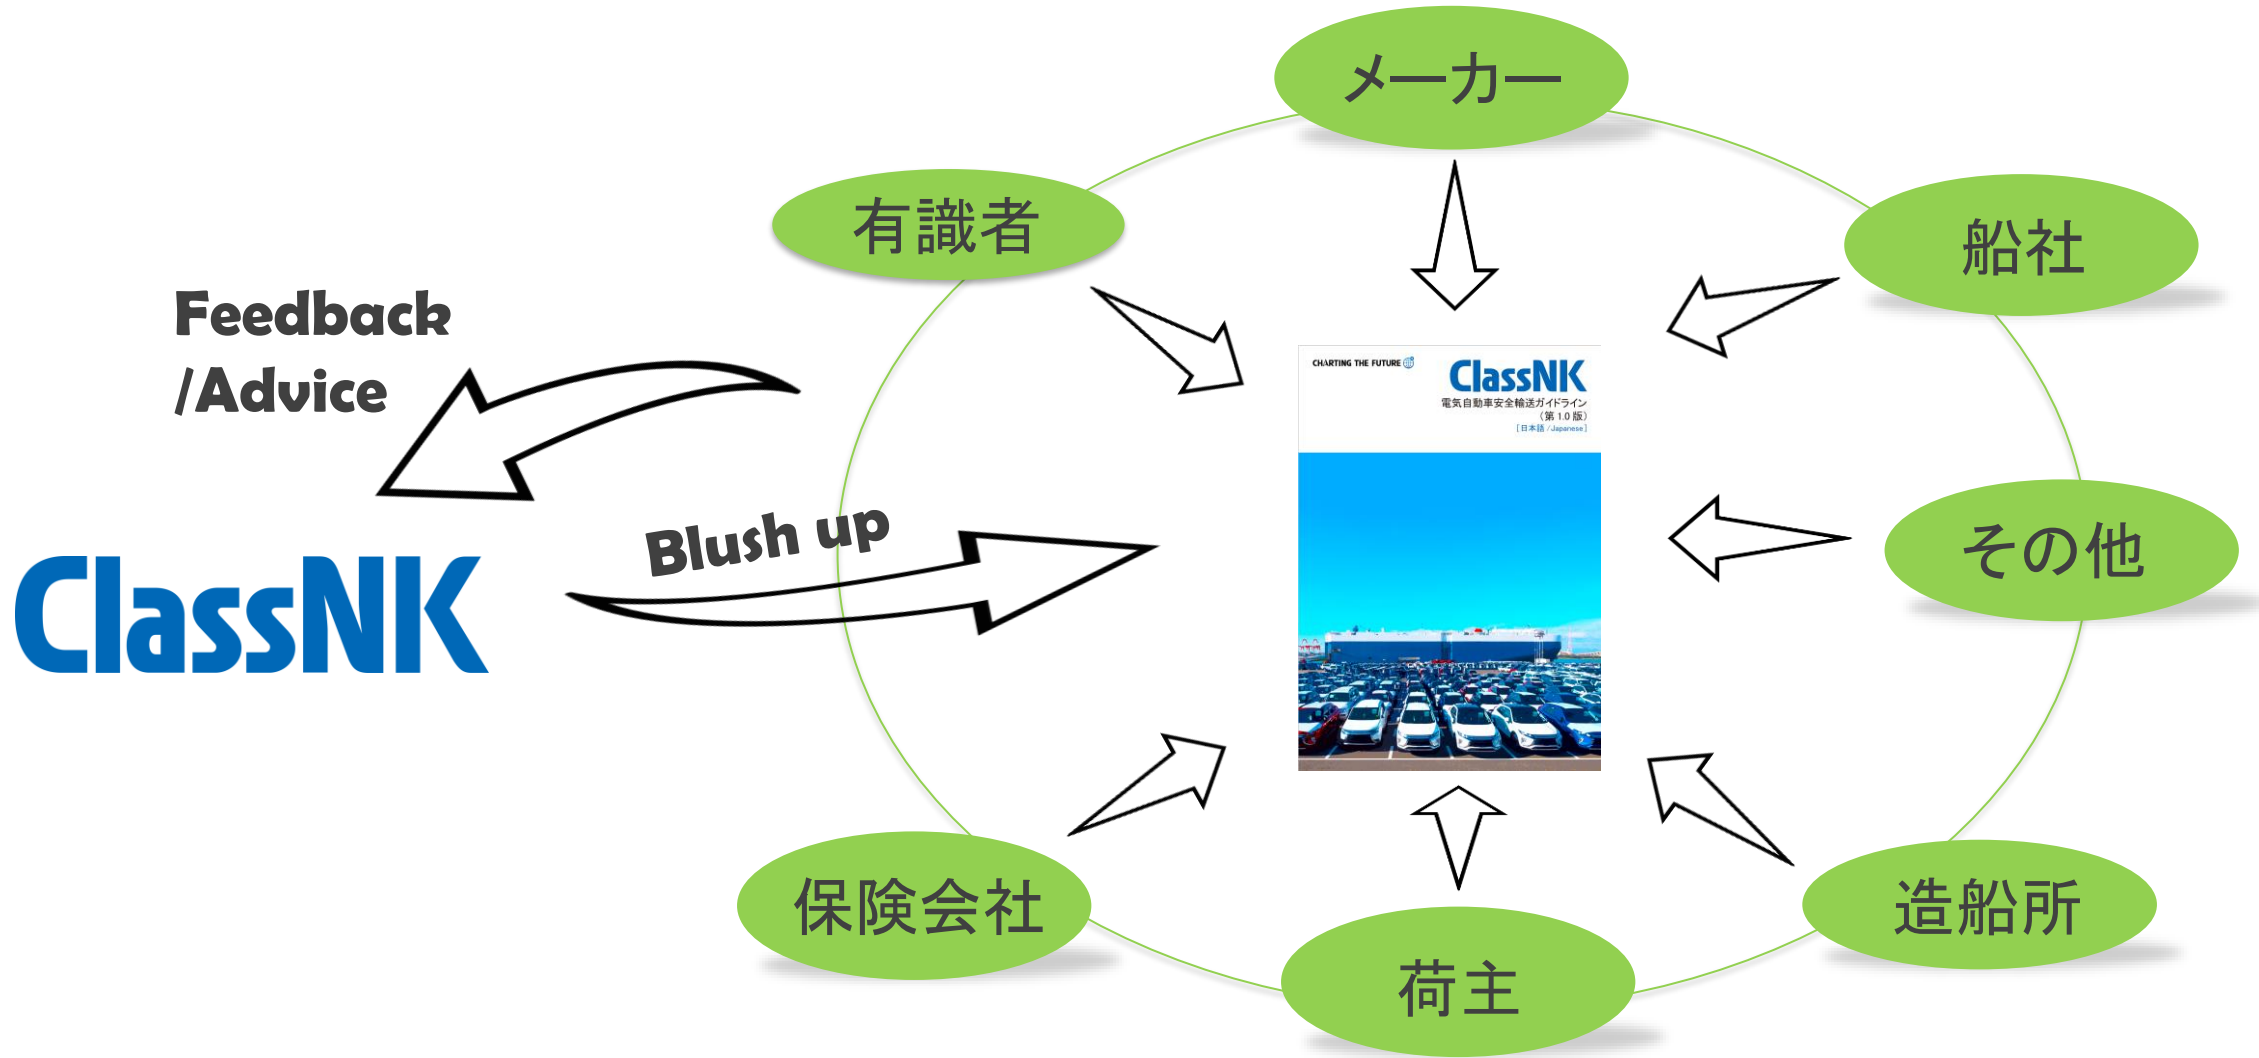 メーカー
有識者
船社
Feedback
/Advice
CHARTING THE FUTURE
ClassNK
電気自動車安全輸送ガイドライン
（第 1.0 版）
[日本語 / Japanese]
Blush up
その他
ClassNK
保険会社
造船所
荷主